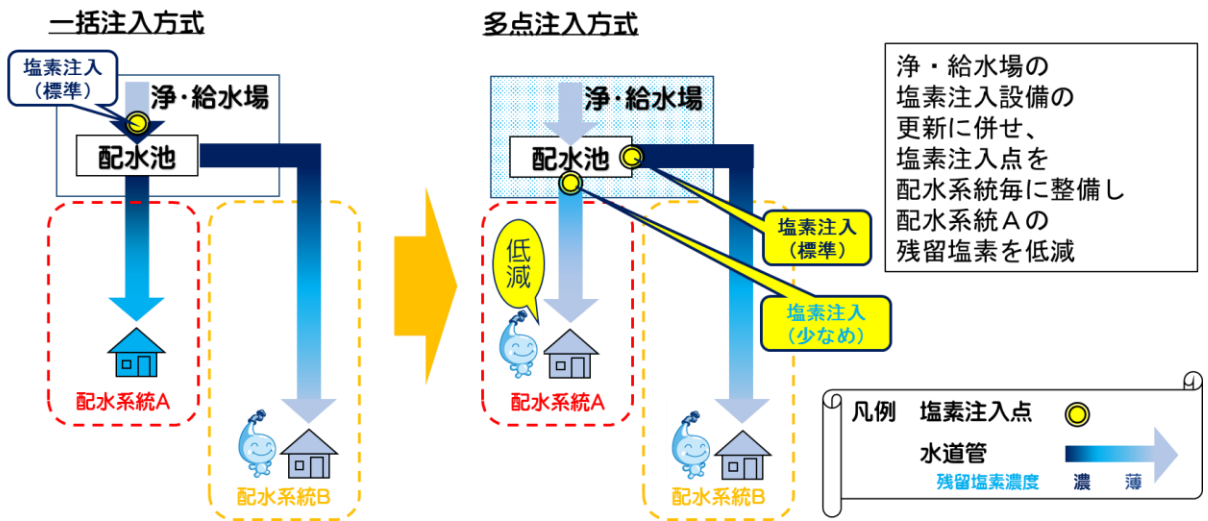 一括注入方式
塩素注入
(標準)
浄・給水場
配水池
配水系統A
配水系統B
多点注入方式
浄・給水場
配水池
塩素注入
(標準)
塩素注入
(少なめ)
低
減
配水系統A
配水系統B
浄・給水場の
塩素注入設備の
更新に併せ、
塩素注入点を
配水系統毎に整備し
配水系統Aの
残留塩素を低減
凡例 塩素注入点
水道管
残留塩素濃度 濃 薄